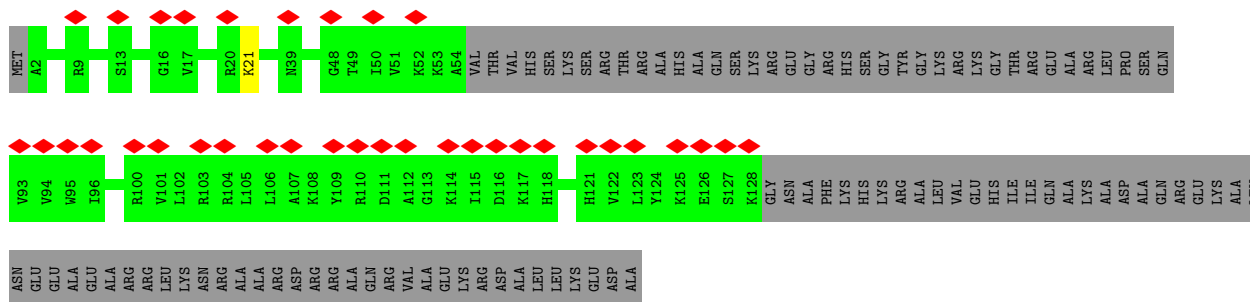 MET A2 R9 S13 G16 V17 R20 K21 N39 G48 T49 I50 V51 K52 K53 A54 VAL THR VAL HIS SER LYS SER ARG THR ARG ALA HIS ALA GLN SER LYS ARG GLU GLY ARG HIS SER GLY TYR GLY LYS ARG LYS GLY THR ARG GLU ALA ARG LEU PRO SER GLN
V93 V94 W95 I96 R100 V101 L102 R103 R104 L105 L106 A107 K108 Y109 R110 D111 A112 G113 K114 I115 D116 K117 H118 H121 V122 L123 Y124 K125 E126 S127 K128 GLY ASN ALA PHE LYS HIS LYS ARG ALA LEU VAL GLU HIS ILE ILE GLN ALA LYS ALA ASP ALA GLN ARG GLU LYS ALA
ASN GLU GLU ALA GLU ALA ARG ARG LEU LYS ASN ARG ALA ALA ARG ASP LYS ARG ARG ALA GLN ARG VAL ALA GLU LYS ARG ASP ALA LEU LEU LYS GLU ASP ALA